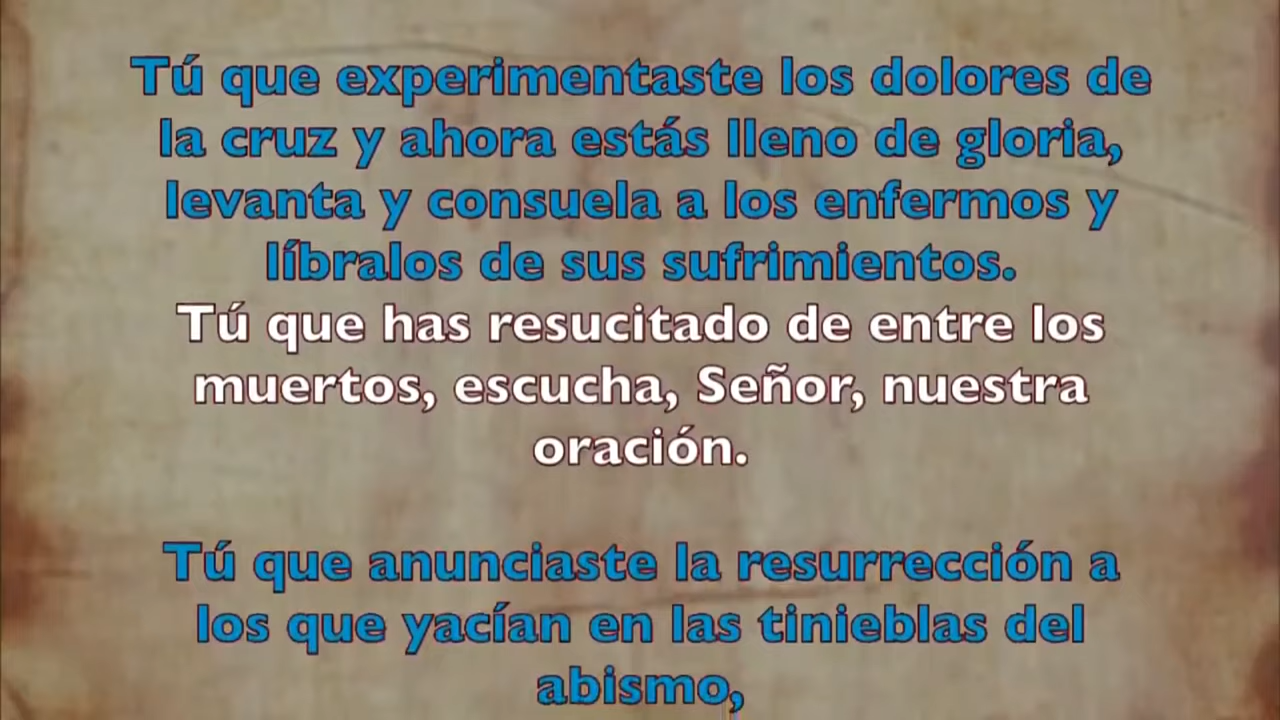 Tú que experimentaste los dolores de
la cruz y ahora estás lleno de gloria,
levanta y consuela a los enfermos y
líbralos de sus sufrimientos.
Tú que has resucitado de entre los
muertos, escucha, Señor, nuestra
oración.
Tú que anunciaste la resurrección a
los que yacían en las tinieblas del
abismo,